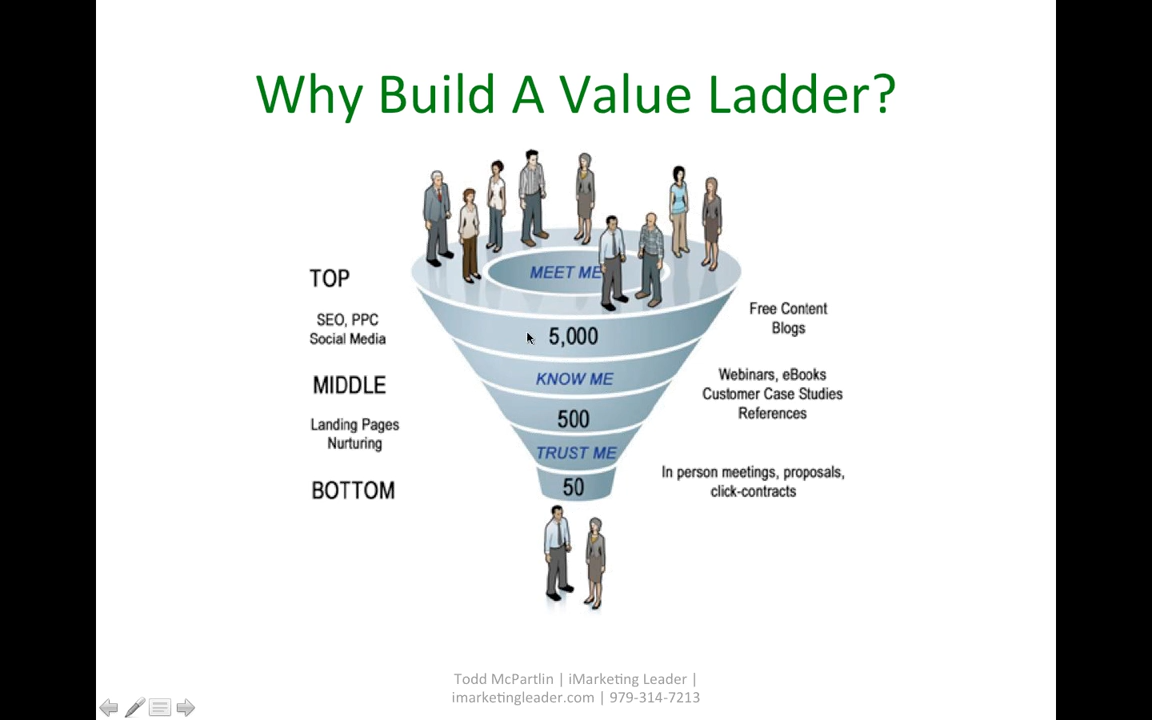 Why Build A Value Ladder?
MEET ME
TOP
SEO, PPC
Social Media
5,000
Free Content
Blogs
MIDDLE
KNOW ME
Webinars, eBooks
Customer Case Studies
References
Landing Pages
Nurturing
500
TRUST ME
BOTTOM
50
In person meetings, proposals,
click-contracts
Todd McPartlin | iMarketing Leader |
imarketingleader.com | 979-314-7213